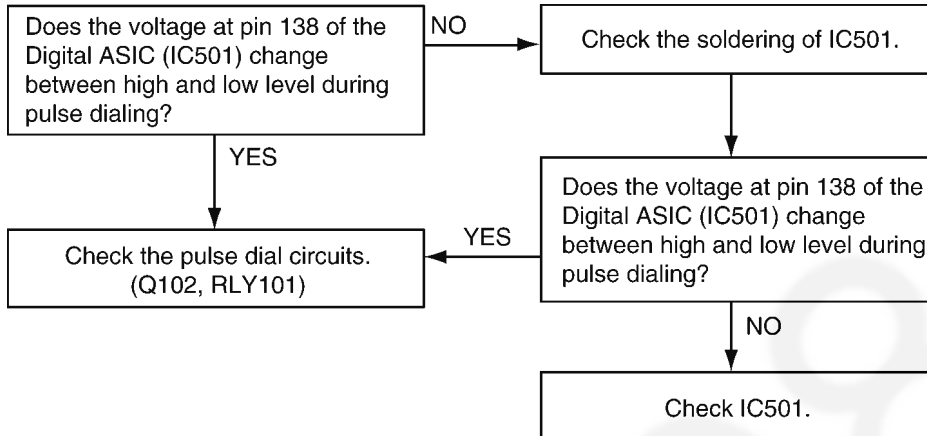 Does the voltage at pin 138 of the
Digital ASIC (IC501) change
between high and low level during
pulse dialing?
NO
Check the soldering of IC501.
YES
Does the voltage at pin 138 of the
Digital ASIC (IC501) change
between high and low level during
pulse dialing?
YES
Check the pulse dial circuits.
(Q102, RLY101)
NO
Check IC501.